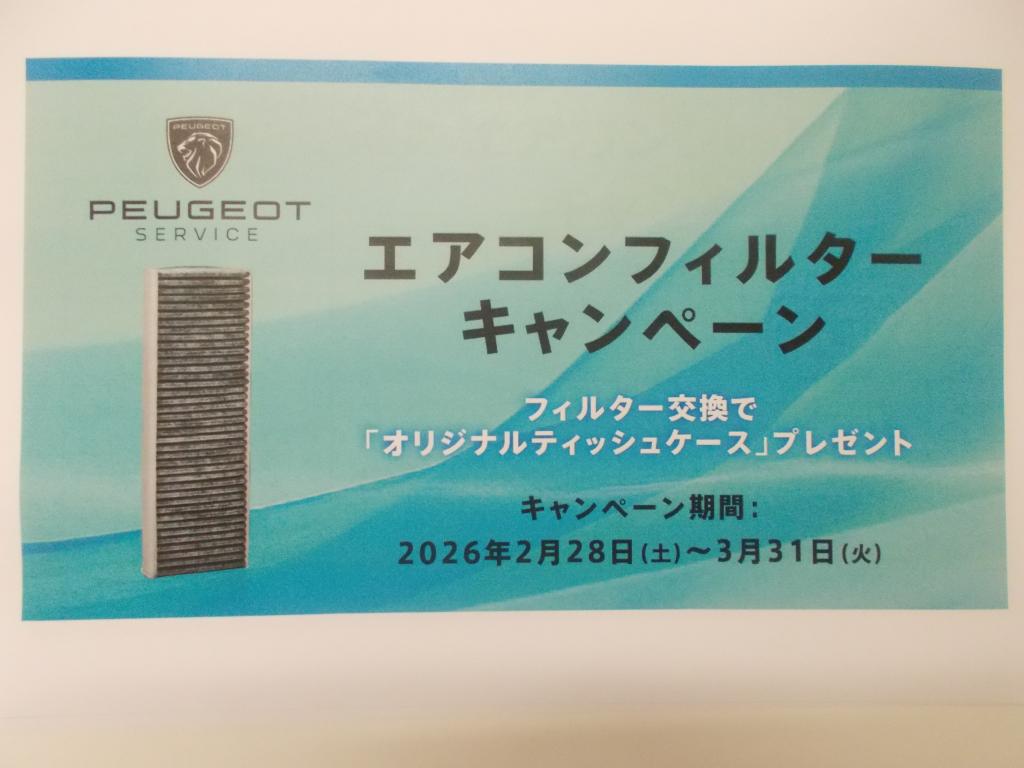 PEUGEOT
PEUGEOT
SERVICE
エアコンフィルター
キャンペーン
フィルター交換で
「オリジナルティッシュケース」プレゼント
キャンペーン期間：
2026年2月28日(土)～3月31日(火)